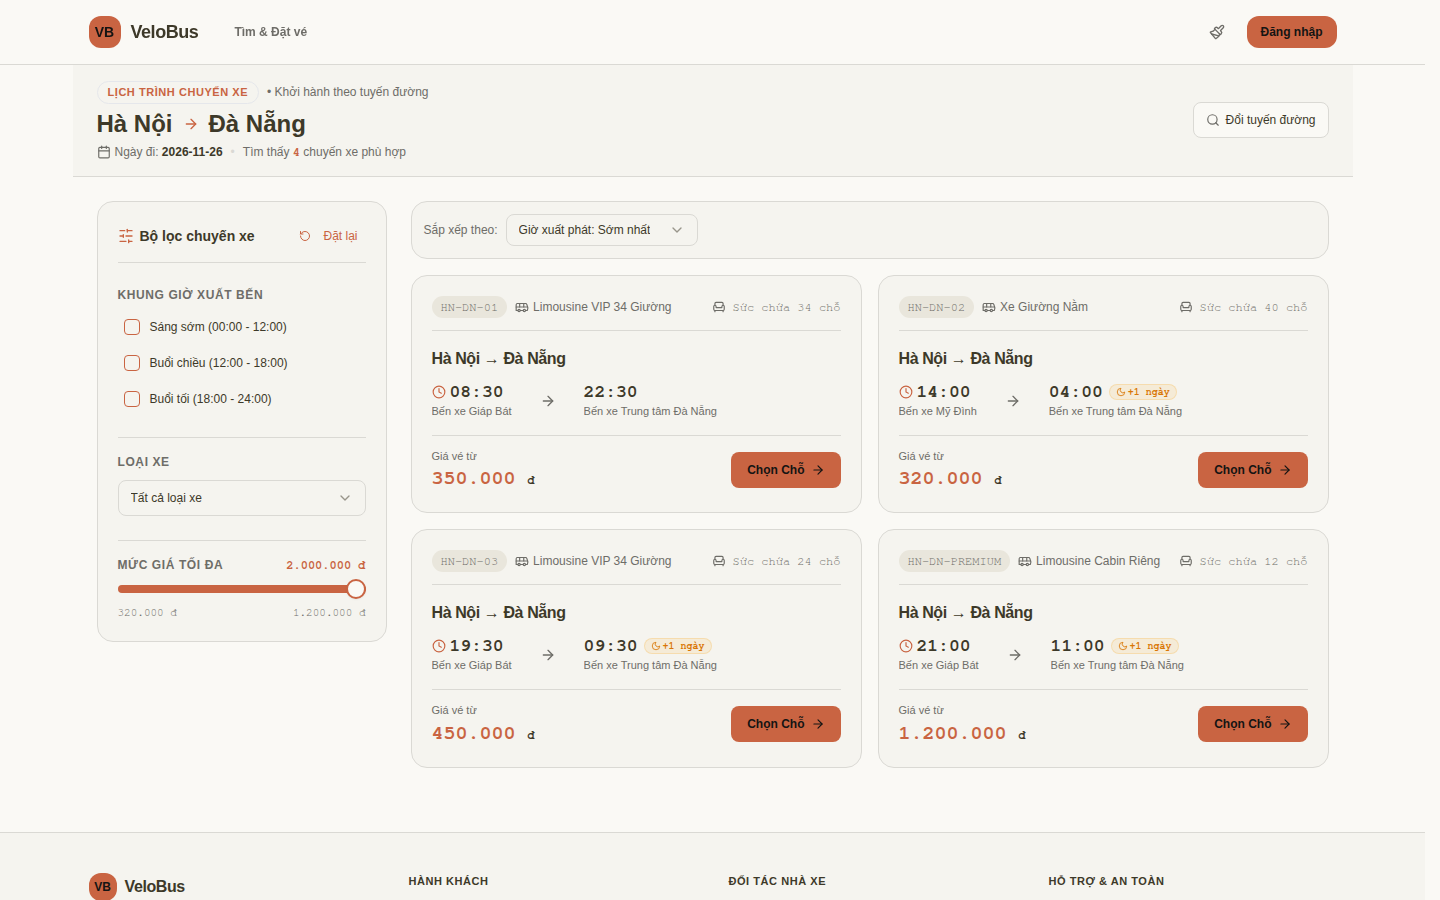 VB VeloBus Tìm & Đặt vé Đăng nhập
LỊCH TRÌNH CHUYẾN XE • Khởi hành theo tuyến đường
Hà Nội → Đà Nẵng
Đổi tuyến đường
Ngày đi: 2026-11-26 • Tìm thấy 4 chuyến xe phù hợp
Bộ lọc chuyến xe Đặt lại
KHUNG GIỜ XUẤT BẾN
Sáng sớm (00:00 - 12:00)
Buổi chiều (12:00 - 18:00)
Buổi tối (18:00 - 24:00)
LOẠI XE
Tất cả loại xe
MỨC GIÁ TỐI ĐA 2.000.000 đ
320.000 đ 1.200.000 đ
Sắp xếp theo: Giờ xuất phát: Sớm nhất
HN-DN-01 Limousine VIP 34 Giường Sức chứa 34 chỗ
Hà Nội → Đà Nẵng
08:30 → 22:30
Bến xe Giáp Bát Bến xe Trung tâm Đà Nẵng
Giá vé từ
350.000 đ Chọn Chỗ →
HN-DN-02 Xe Giường Nằm Sức chứa 40 chỗ
Hà Nội → Đà Nẵng
14:00 → 04:00 +1 ngày
Bến xe Mỹ Đình Bến xe Trung tâm Đà Nẵng
Giá vé từ
320.000 đ Chọn Chỗ →
HN-DN-03 Limousine VIP 34 Giường Sức chứa 24 chỗ
Hà Nội → Đà Nẵng
19:30 → 09:30 +1 ngày
Bến xe Giáp Bát Bến xe Trung tâm Đà Nẵng
Giá vé từ
450.000 đ Chọn Chỗ →
HN-DN-PREMIUM Limousine Cabin Riêng Sức chứa 12 chỗ
Hà Nội → Đà Nẵng
21:00 → 11:00 +1 ngày
Bến xe Giáp Bát Bến xe Trung tâm Đà Nẵng
Giá vé từ
1.200.000 đ Chọn Chỗ →
VB VeloBus HÀNH KHÁCH ĐỐI TÁC NHÀ XE HỖ TRỢ & AN TOÀN